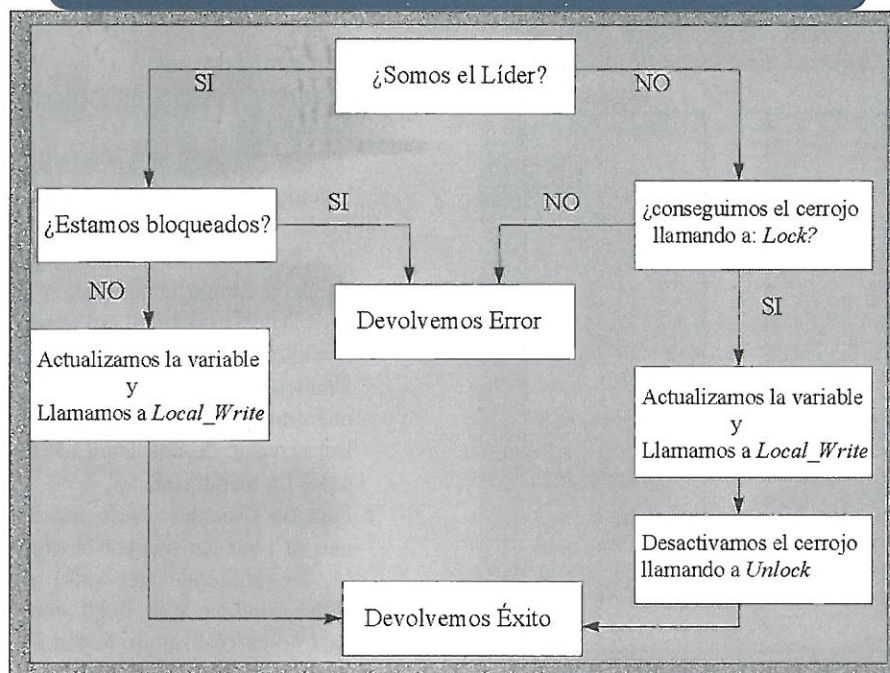 ¿Somos el Líder?
SI
NO
¿Estamos bloqueados?
SI
NO
¿conseguimos el cerrojo
llamando a: Lock?
NO
Devolvemos Error
SI
Actualizamos la variable
y
Llamamos a Local_Write
Actualizamos la variable
y
Llamamos a Local_Write
Desactivamos el cerrojo
llamando a Unlock
Devolvemos Éxito